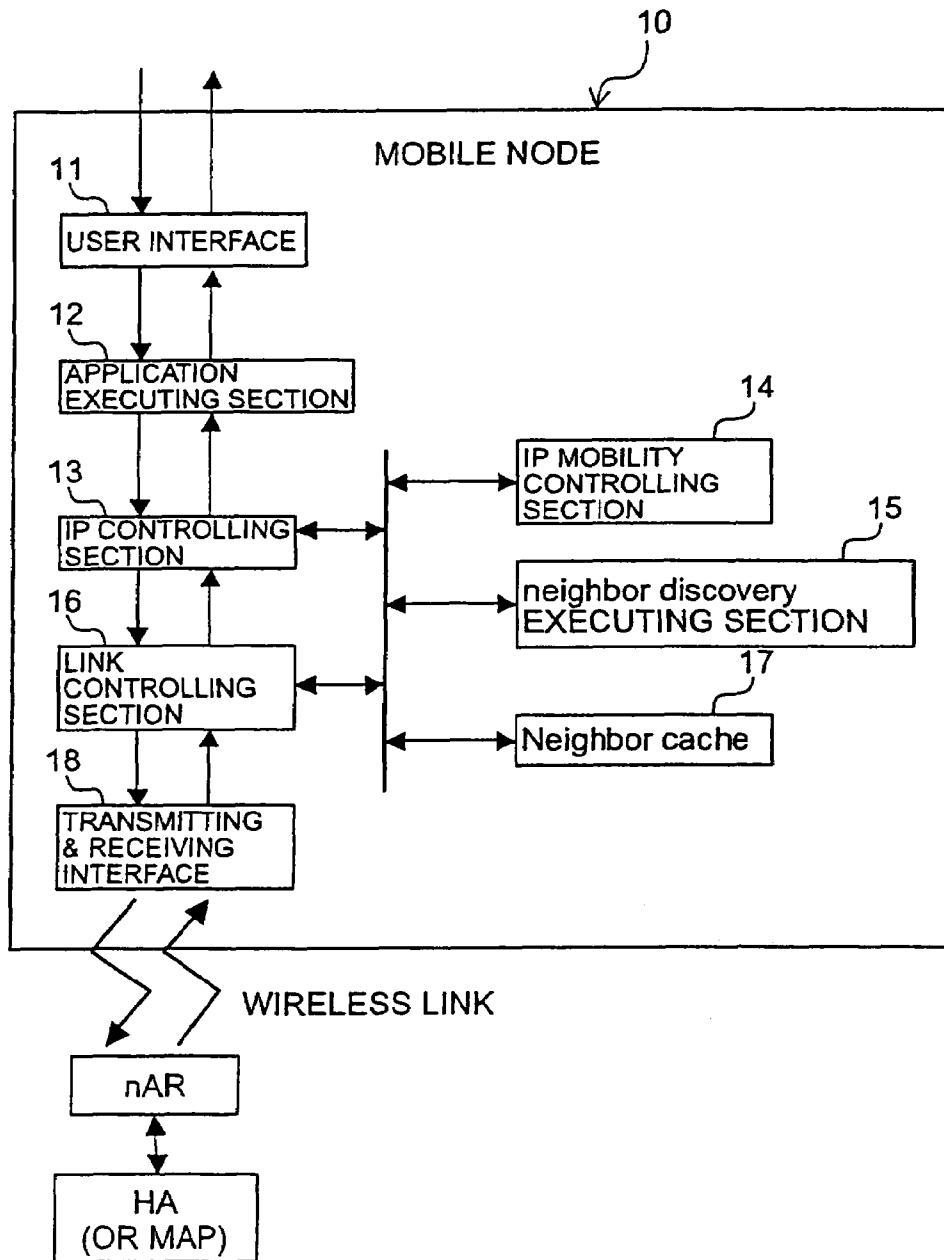 10
MOBILE NODE
11
USER INTERFACE
12
APPLICATION
EXECUTING SECTION
14
IP MOBILITY
CONTROLLING
SECTION
13
IP CONTROLLING
SECTION
15
neighbor discovery
EXECUTING SECTION
16
LINK
CONTROLLING
SECTION
17
Neighbor cache
18
TRANSMITTING
& RECEIVING
INTERFACE
WIRELESS LINK
nAR
HA
(OR MAP)